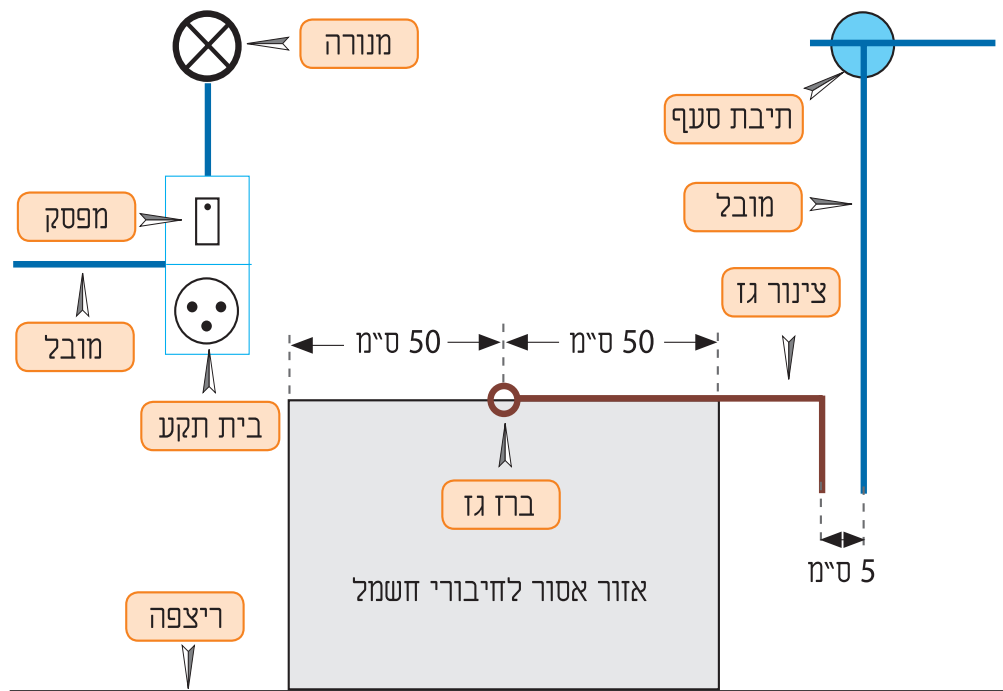 מנורה
תיבת סעף
מפסק
מובל
צינור גז
מובל
50 ס״מ
50 ס״מ
בית תקע
ברז גז
5 ס״מ
אזור אסור לחיבורי חשמל
ריצפה